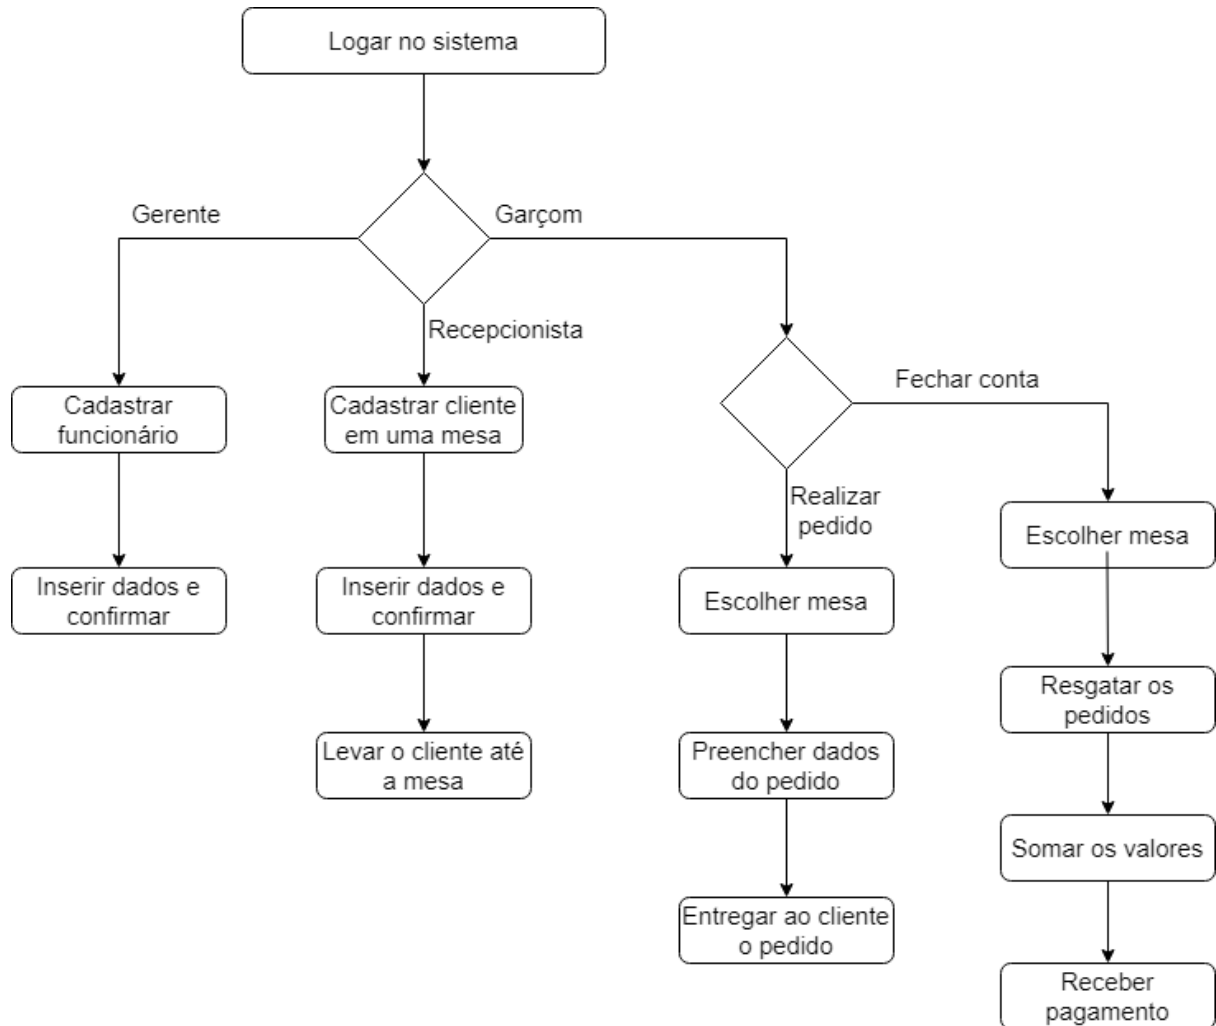 Logar no sistema
Gerente
Garçom
Recepcionista
Cadastrar
funcionário
Cadastrar cliente
em uma mesa
Fechar conta
Realizar
pedido
Escolher mesa
Inserir dados e
confirmar
Inserir dados e
confirmar
Escolher mesa
Resgatar os
pedidos
Levar o cliente até
a mesa
Preencher dados
do pedido
Somar os valores
Entregar ao cliente
o pedido
Receber
pagamento